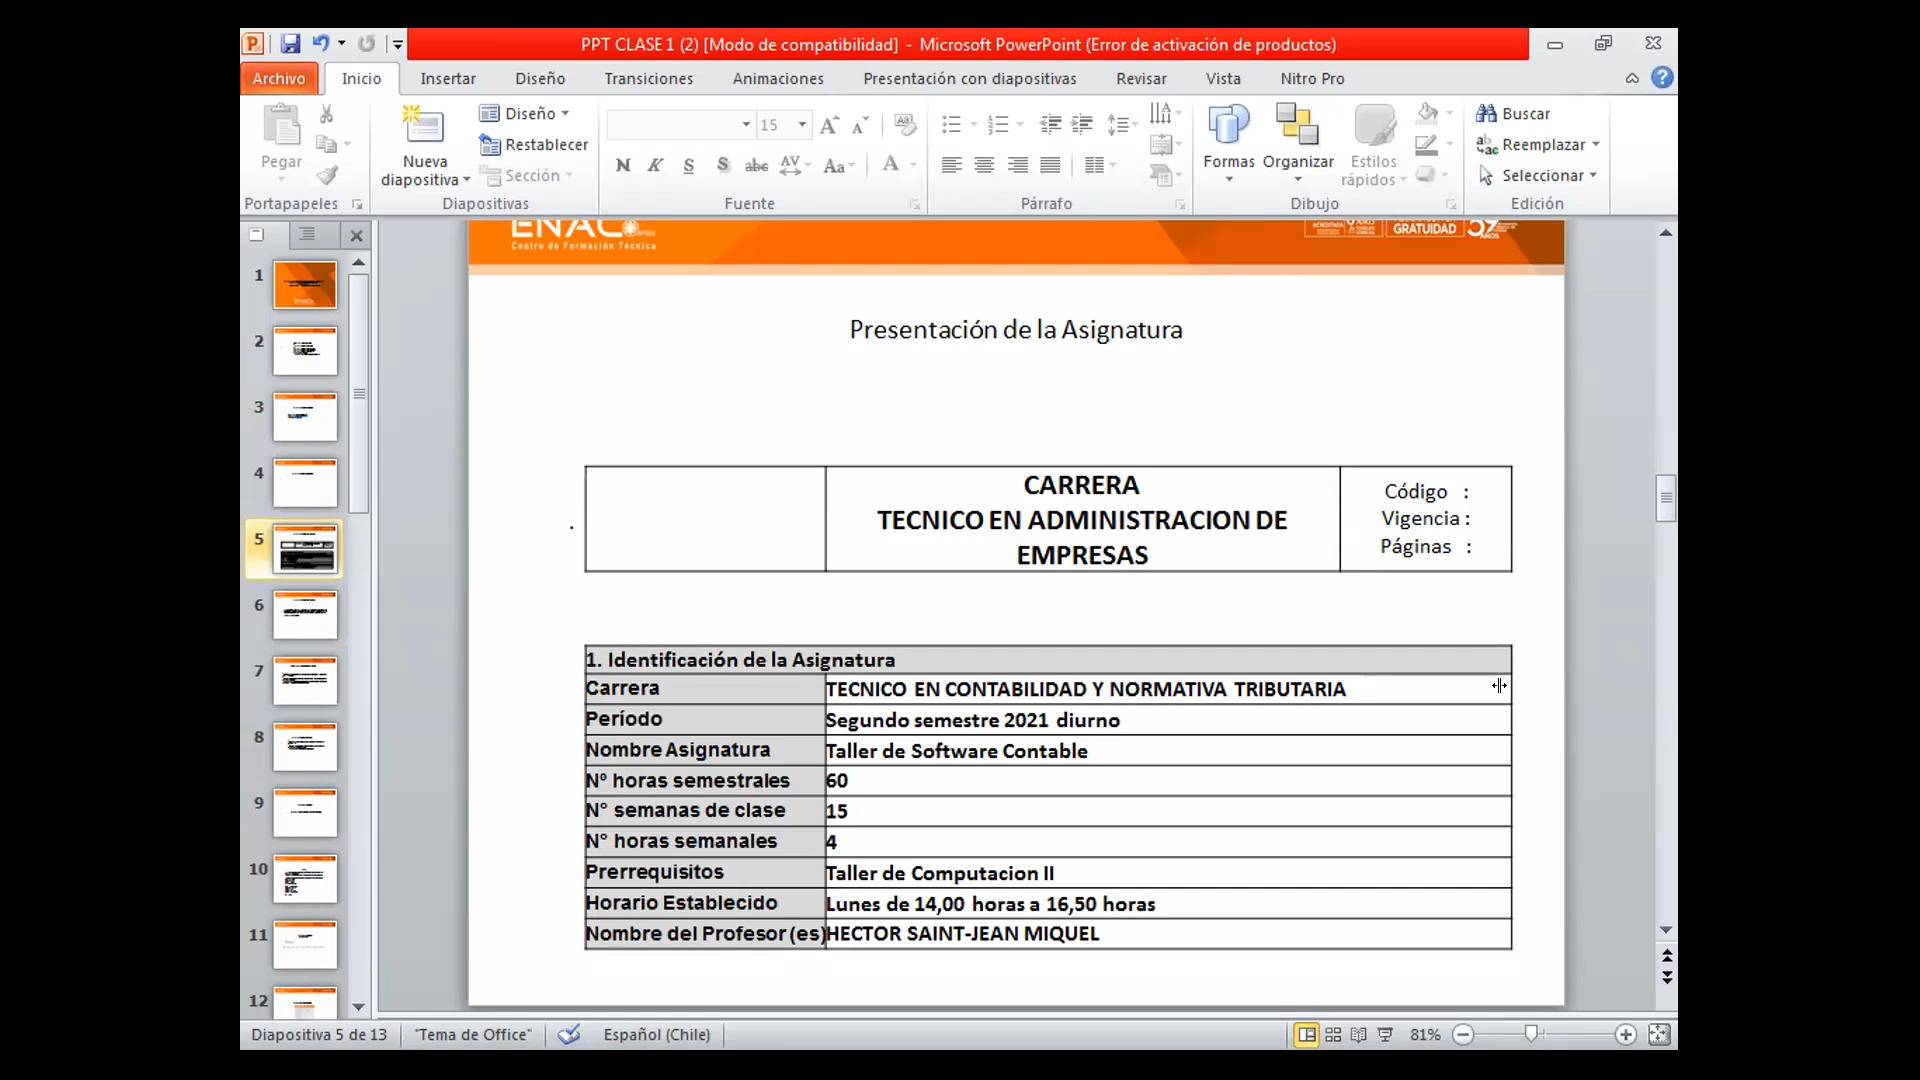 PPT CLASE 1 (2) [Modo de compatibilidad] - Microsoft PowerPoint (Error de activación de productos)
Archivo Inicio Insertar Diseño Transiciones Animaciones Presentación con diapositivas Revisar Vista Nitro Pro
Pegar
Portapapeles
Nueva diapositiva
Diseño
Restablecer
Sección
Diapositivas
15
N K S S abc AV Aa A
Fuente
Párrafo
Formas Organizar Estilos rápidos
Dibujo
Buscar
Reemplazar
Seleccionar
Edición
1
2
3
4
5
6
7
8
9
10
11
12
ENAC
Centro de Formación Técnica
GRATUIDAD
Presentación de la Asignatura
.
CARRERA
TECNICO EN ADMINISTRACION DE
EMPRESAS
Código :
Vigencia :
Páginas :
1. Identificación de la Asignatura
Carrera TECNICO EN CONTABILIDAD Y NORMATIVA TRIBUTARIA
Período Segundo semestre 2021 diurno
Nombre Asignatura Taller de Software Contable
Nº horas semestrales 60
N° semanas de clase 15
N° horas semanales 4
Prerrequisitos Taller de Computacion II
Horario Establecido Lunes de 14,00 horas a 16,50 horas
Nombre del Profesor (es) HECTOR SAINT-JEAN MIQUEL
Diapositiva 5 de 13 "Tema de Office" Español (Chile) 81%